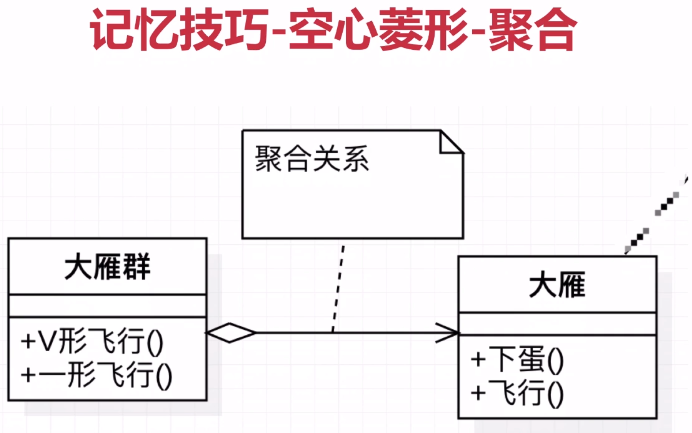 记忆技巧-空心菱形-聚合
聚合关系
大雁群
+V形飞行()
+一形飞行()
大雁
+下蛋()
+飞行()